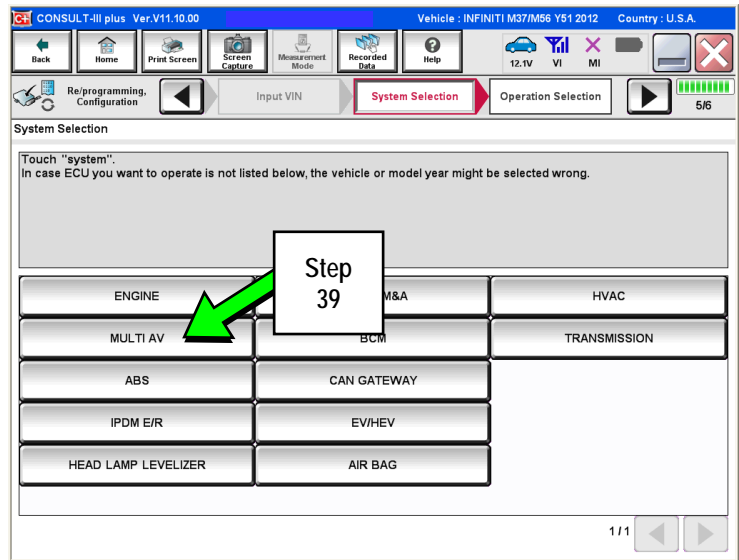 C+ CONSULT-III plus Ver.V11.10.00 Vehicle : INFINITI M37/M56 Y51 2012 Country : U.S.A.
Back Home Print Screen Screen Capture Measurement Mode Recorded Data Help 12.1V VI MI
Re/programming, Configuration Input VIN System Selection Operation Selection 5/6
System Selection
Touch "system".
In case ECU you want to operate is not listed below, the vehicle or model year might be selected wrong.
Step
39
ENGINE M&A HVAC
MULTI AV BCM TRANSMISSION
ABS CAN GATEWAY
IPDM E/R EV/HEV
HEAD LAMP LEVELIZER AIR BAG
1/1